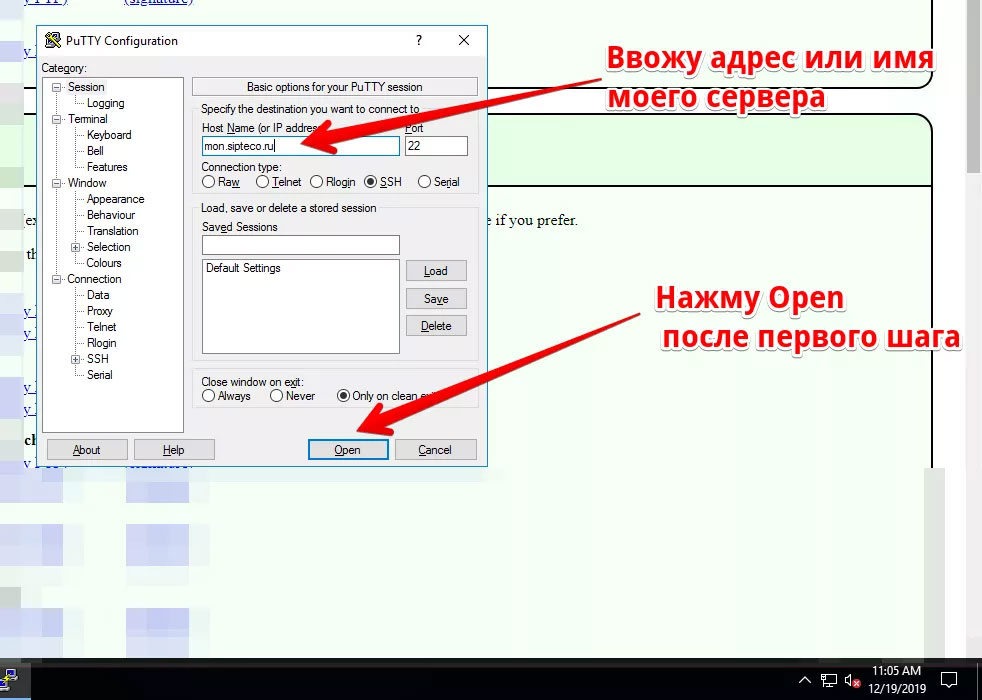 (signature)
PuTTY Configuration
?
Category:
Session
Logging
Terminal
Keyboard
Bell
Features
Window
Appearance
Behaviour
Translation
Selection
Colours
Connection
Data
Proxy
Telnet
Rlogin
SSH
Serial
Basic options for your PuTTY session
Specify the destination you want to connect to
Host Name (or IP address
Port
mon.sipteco.ru
22
Connection type:
Raw Telnet Rlogin SSH Serial
Load, save or delete a stored session
Saved Sessions
Default Settings
Load
Save
Delete
Close window on exit:
Always Never Only on clean exit
About Help Open Cancel
Ввожу адрес или имя
моего сервера
e if you prefer.
Нажму Open
после первого шага
11:05 AM
12/19/2019